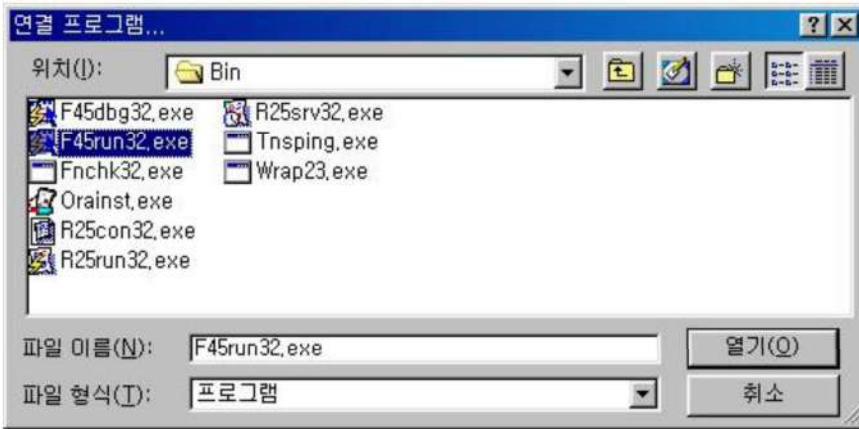 연결 프로그램...
위치(I): Bin
F45dbg32.exe R25srv32.exe
F45run32.exe Tnsping.exe
Fnchk32.exe Wrap23.exe
Orainst.exe
R25con32.exe
R25run32.exe
파일 이름(N): F45run32.exe 열기(O)
파일 형식(T): 프로그램 취소